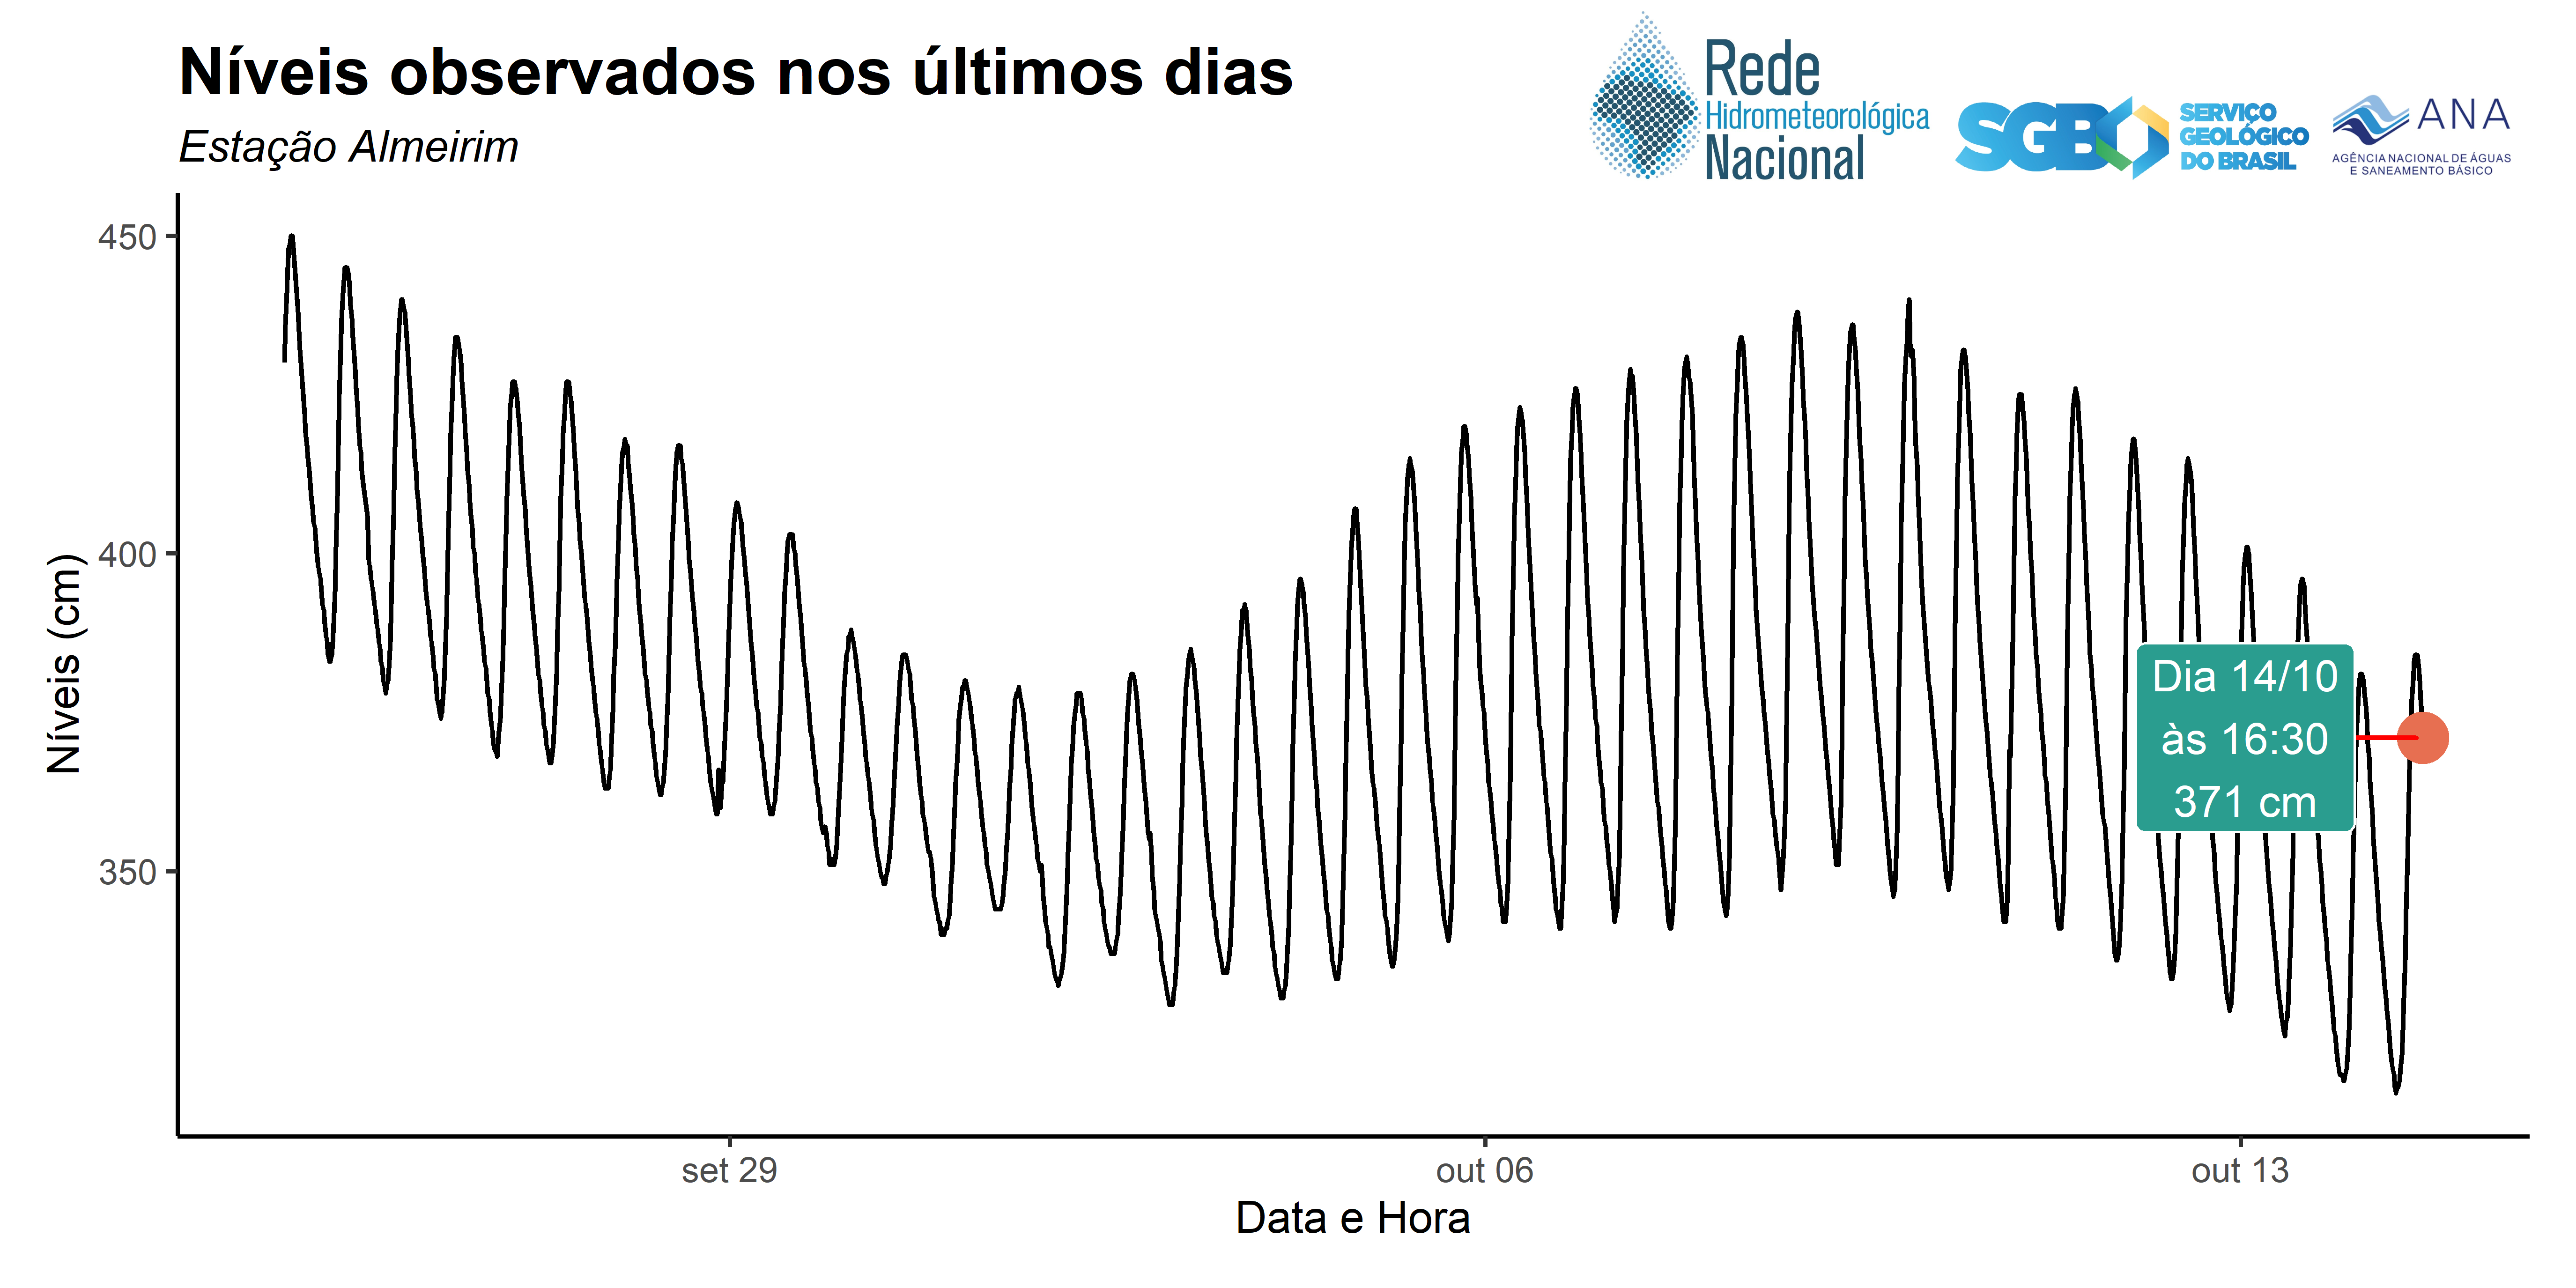 Níveis observados nos últimos dias
Estação Almeirim
Rede
Hidrometeorológica
Nacional
SGB
SERVIÇO
GEOLÓGICO
DO BRASIL
ANA
AGÊNCIA NACIONAL DE ÁGUAS
E SANEAMENTO BÁSICO
Níveis (cm)
450
400
350
Dia 14/10
às 16:30
371 cm
set 29
out 06
out 13
Data e Hora